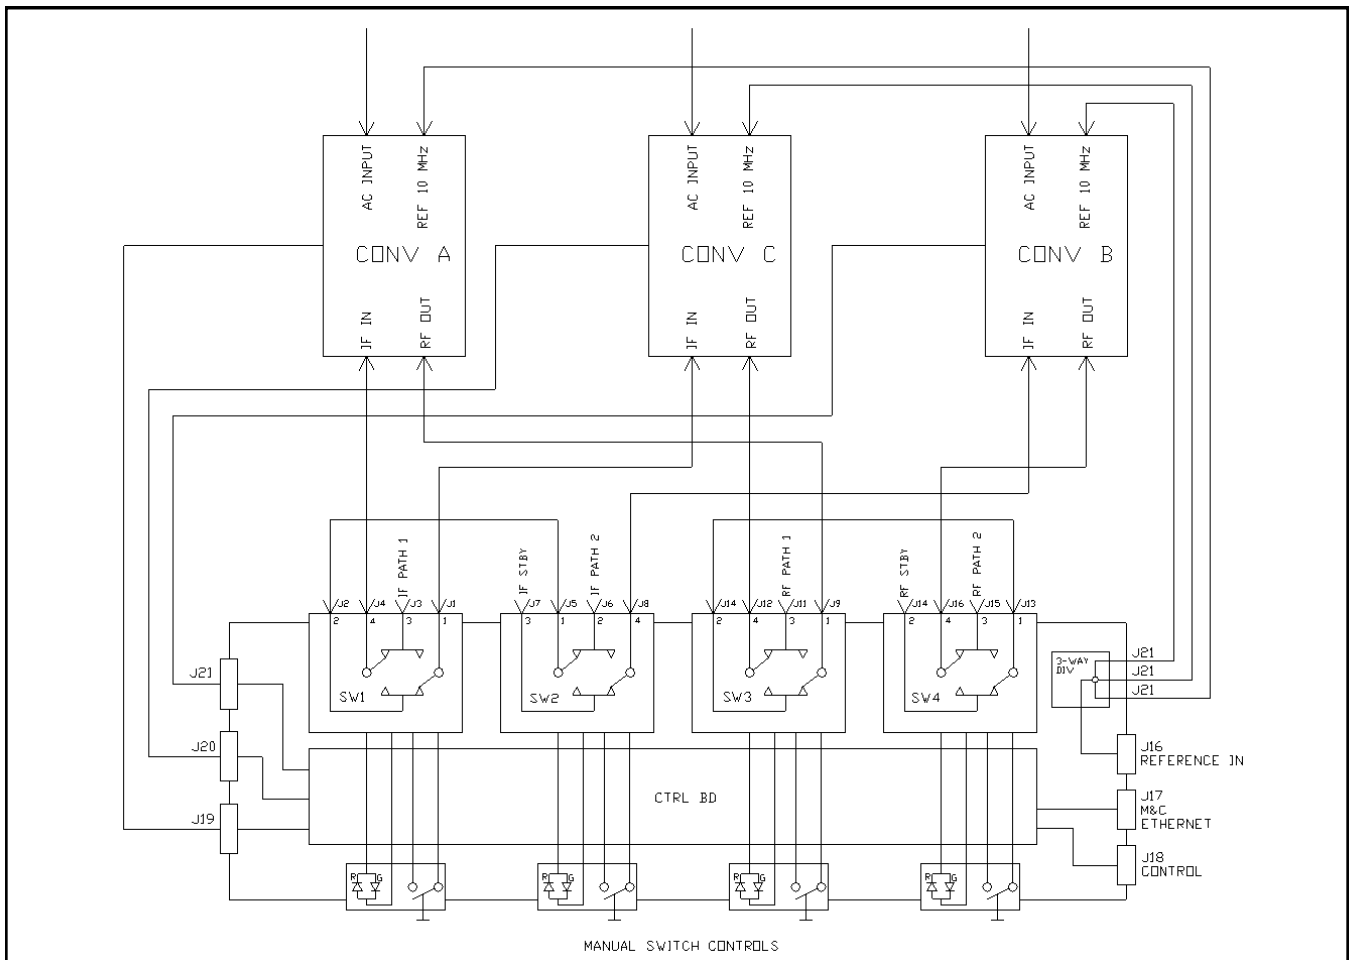 AC INPUT
REF 10 MHz
CONV A
IF IN
RF OUT
AC INPUT
REF 10 MHz
CONV C
IF IN
RF OUT
AC INPUT
REF 10 MHz
CONV B
IF IN
RF OUT
IF PATH 1
IF STBY
IF PATH 2
RF PATH 1
RF STBY
RF PATH 2
J2 J4 J3 J1
J7 J5 J6 J8
J14 J12 J11 J9
J14 J16 J15 J13
2 4 3 1
3 1 2 4
2 4 3 1
2 4 3 1
SW1
SW2
SW3
SW4
3-WAY
DIV
J21
J21
J21
J21
J20
J19
J16
REFERENCE IN
J17
M&C
ETHERNET
J18
CONTROL
CTRL BD
R G
R G
R G
R G
MANUAL SWITCH CONTROLS